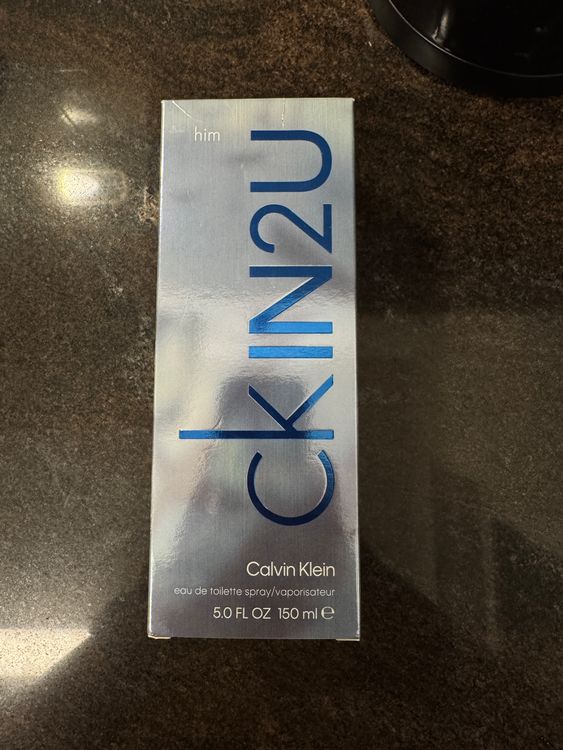 him
ckIN2U
Calvin Klein
eau de toilette spray/vaporisateur
5.0 FL OZ 150 ml ℮